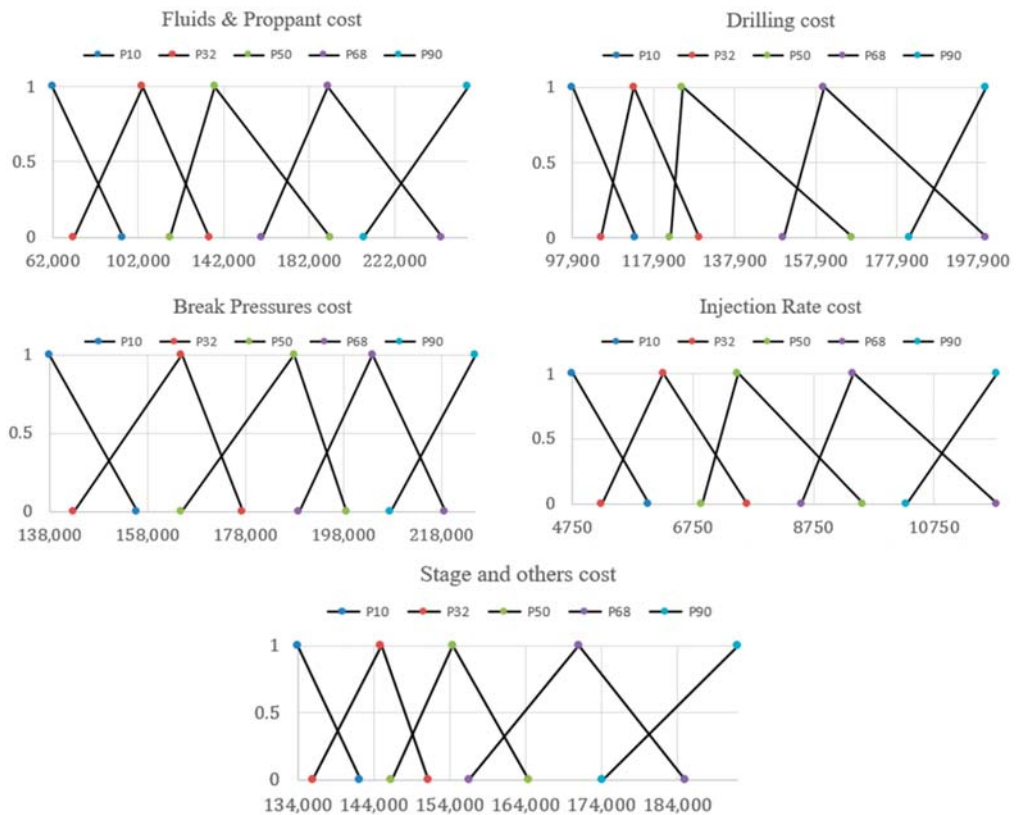 Fluids & Proppant cost
P10 P32 P50 P68 P90
1
0.5
0
62,000 102,000 142,000 182,000 222,000
Drilling cost
P10 P32 P50 P68 P90
1
0.5
0
97,900 117,900 137,900 157,900 177,900 197,900
Break Pressures cost
P10 P32 P50 P68 P90
1
0.5
0
138,000 158,000 178,000 198,000 218,000
Injection Rate cost
P10 P32 P50 P68 P90
1
0.5
0
4750 6750 8750 10750
Stage and others cost
P10 P32 P50 P68 P90
1
0.5
0
134,000 144,000 154,000 164,000 174,000 184,000